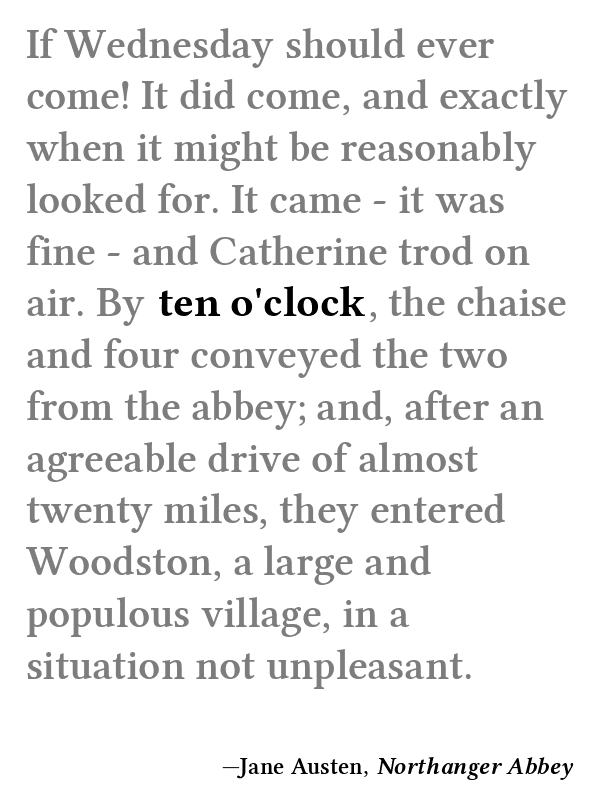 If Wednesday should ever
come! It did come, and exactly
when it might be reasonably
looked for. It came - it was
fine - and Catherine trod on
air. By ten o'clock, the chaise
and four conveyed the two
from the abbey; and, after an
agreeable drive of almost
twenty miles, they entered
Woodston, a large and
populous village, in a
situation not unpleasant.
—Jane Austen, Northanger Abbey